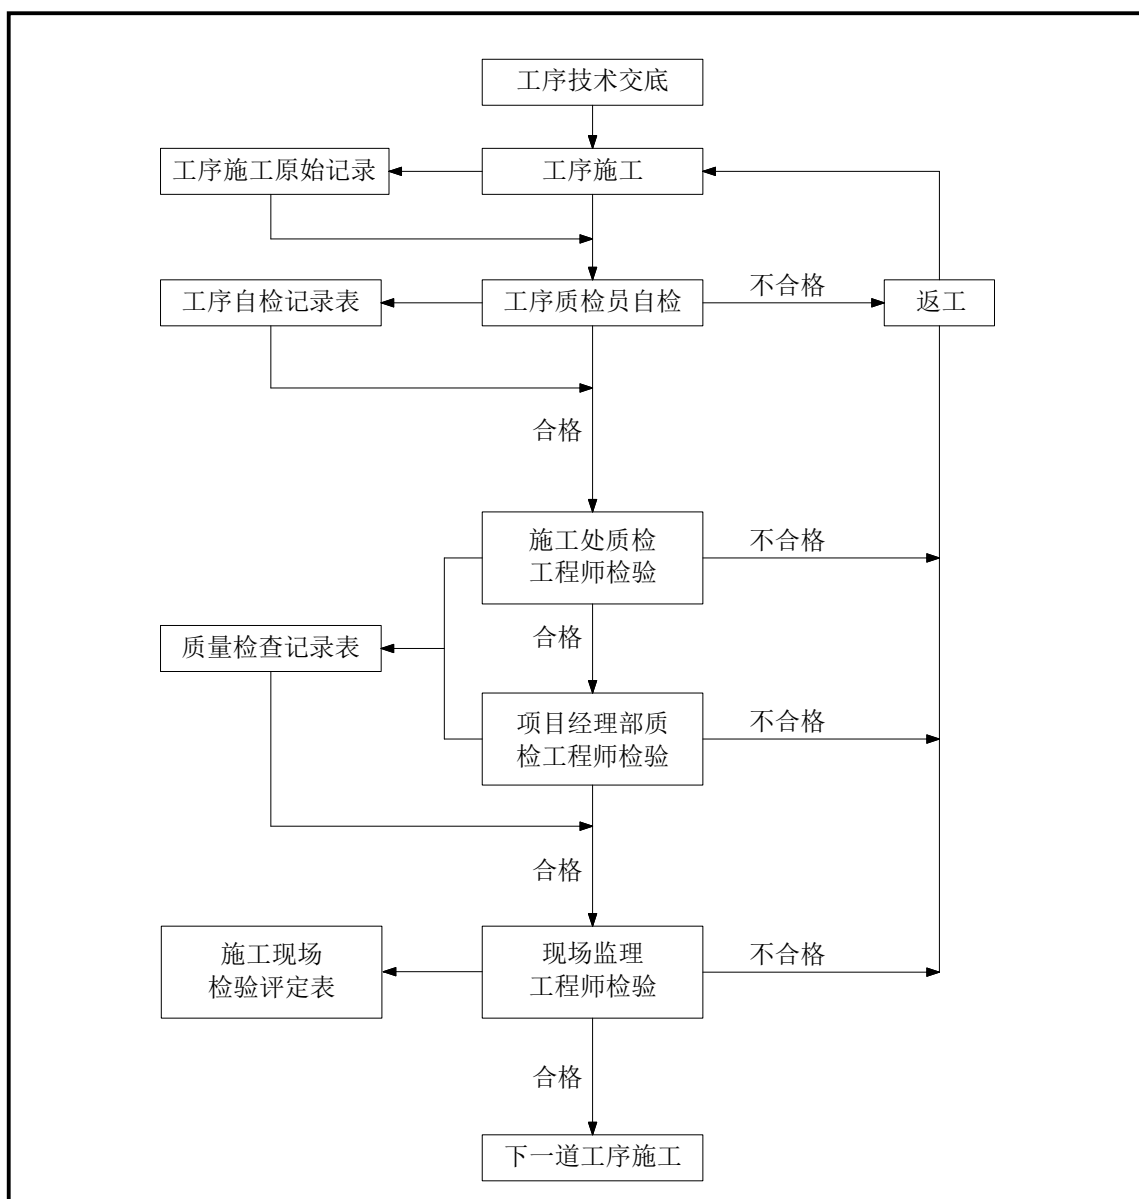 工序技术交底
工序施工原始记录
工序施工
工序自检记录表
工序质检员自检
不合格
返工
合格
施工处质检
工程师检验
不合格
质量检查记录表
合格
项目经理部质
检工程师检验
不合格
合格
施工现场
检验评定表
现场监理
工程师检验
不合格
合格
下一道工序施工